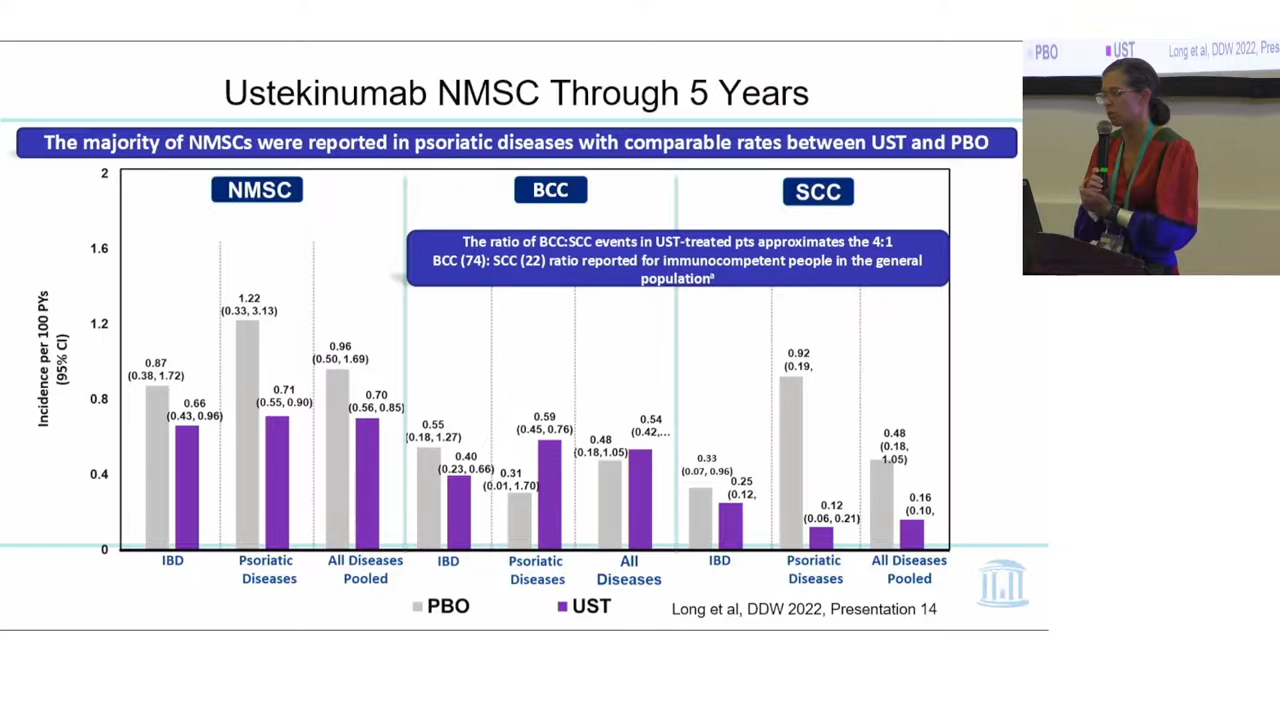 Ustekinumab NMSC Through 5 Years
The majority of NMSCs were reported in psoriatic diseases with comparable rates between UST and PBO
NMSC
BCC
SCC
The ratio of BCC:SCC events in UST-treated pts approximates the 4:1
BCC (74): SCC (22) ratio reported for immunocompetent people in the general
populationᵃ
Incidence per 100 PYs
(95% CI)
2
1.6
1.2
0.8
0.4
0
0.87
(0.38, 1.72)
0.66
(0.43, 0.96)
1.22
(0.33, 3.13)
0.71
(0.55, 0.90)
0.96
(0.50, 1.69)
0.70
(0.56, 0.85)
0.55
(0.18, 1.27)
0.40
(0.23, 0.66)
0.31
(0.01, 1.70)
0.59
(0.45, 0.76)
0.48
(0.18,1.05)
0.54
(0.42,...
0.33
(0.07, 0.96)
0.25
(0.12,
0.92
(0.19,
0.12
(0.06, 0.21)
0.48
(0.18,
1.05)
0.16
(0.10,
IBD
Psoriatic
Diseases
All Diseases
Pooled
IBD
Psoriatic
Diseases
All
Diseases
IBD
Psoriatic
Diseases
All Diseases
Pooled
PBO
UST
Long et al, DDW 2022, Presentation 14
PBO
UST
Long et al, DDW 2022, Pres